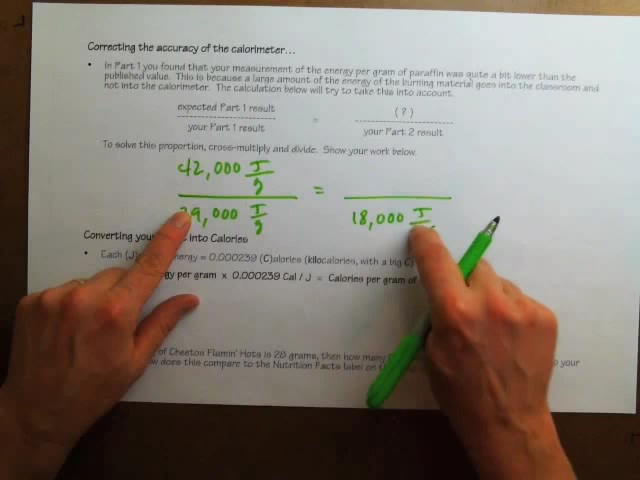 Correcting the accuracy of the calorimeter...
• In Part 1 you found that your measurement of the energy per gram of paraffin was quite a bit lower than the
published value. This is because a large amount of the energy of the burning material goes into the classroom and
not into the calorimeter. The calculation below will try to take this into account.
expected Part 1 result = (?)
your Part 1 result your Part 2 result
To solve this proportion, cross-multiply and divide. Show your work below.
42,000 J/g =
9,000 J/g 18,000 J
Converting your into Calories
• Each (J) energy = 0.000239 (C)alories (kilocalories, with a big C)
per gram x 0.000239 Cal / J = Calories per gram of
of Cheetos Flamin' Hots is 28 grams, then how many
does this compare to the Nutrition Facts label on to your